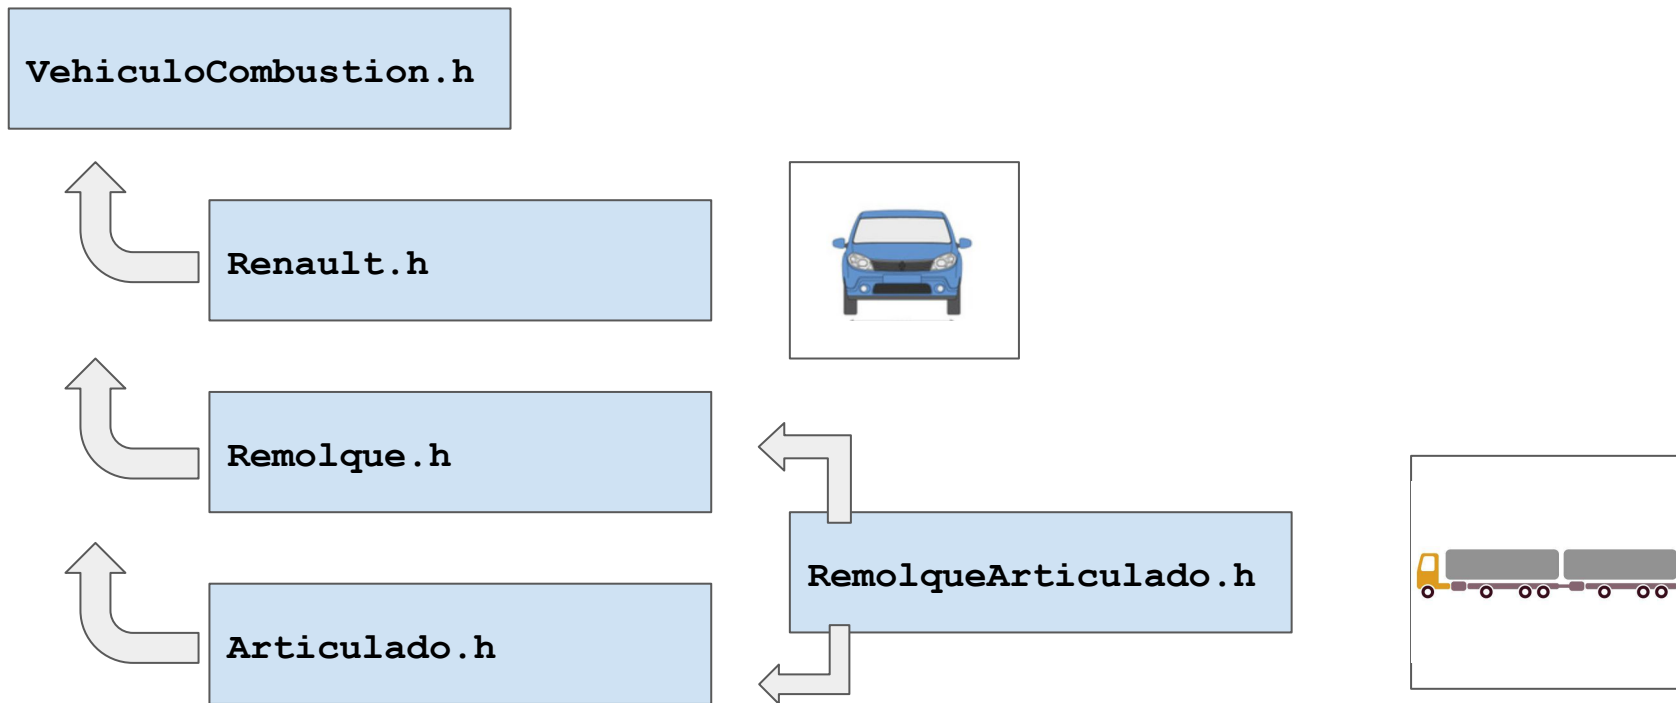 VehiculoCombustion.h
Renault.h
Remolque.h
RemolqueArticulado.h
Articulado.h